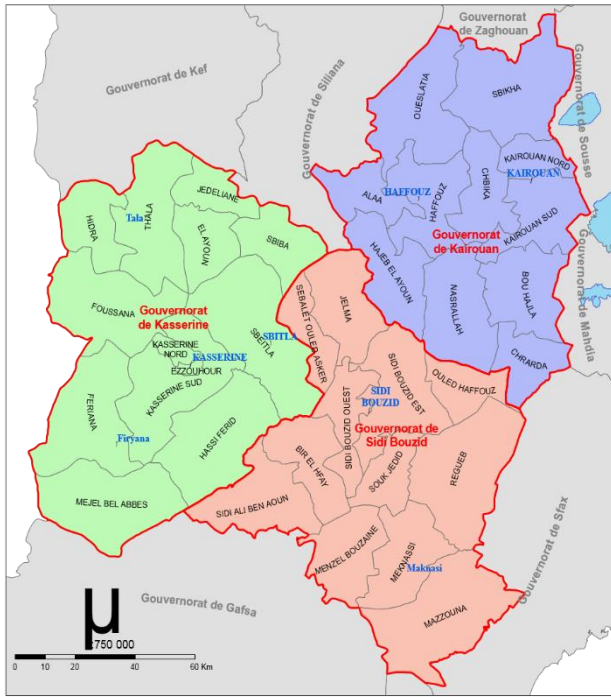 Gouvernorat
de Zaghouan
Gouvernorat de Kef
Gouvernorat de Siliana
Gouvernorat de Sousse
OUESLATIA
SBIKHA
KAIROUAN NORD
KAIROUAN
CHBIKA
HAFFOUZ
HAFFOUZ
ALAA
JEDELIANE
Tala
THALA
HIDRA
EL AYOUN
SBIBA
KAIROUAN SUD
Gouvernorat
de Kairouan
HAJEB EL AYOUN
NASRALLAH
BOU HAJLA
Gouvernorat de Mahdia
CHRARDA
FOUSSANA
Gouvernorat
de Kasserine
SEBALET OULER ASKER
JELMA
SBITLA
SBEITLA
KASSERINE
NORD
KASSERINE
EZZOUHOUR
KASSERINE SUD
FERIANA
Firyana
HASSI FERID
MEJEL BEL ABBES
SIDI BOUZID EST
OULED HAFFOUZ
SIDI
BOUZID
SIDI BOUZID OUEST
Gouvernorat de
Sidi Bouzid
BIR EL HFAY
SOUK JEDID
REGUEB
SIDI ALI BEN AOUN
MENZEL BOUZAINE
MEKNASSI
Maknasi
MAZZOUNA
Gouvernorat de Sfax
Gouvernorat de Gafsa
µ
750 000
0 10 20 40 60 Km